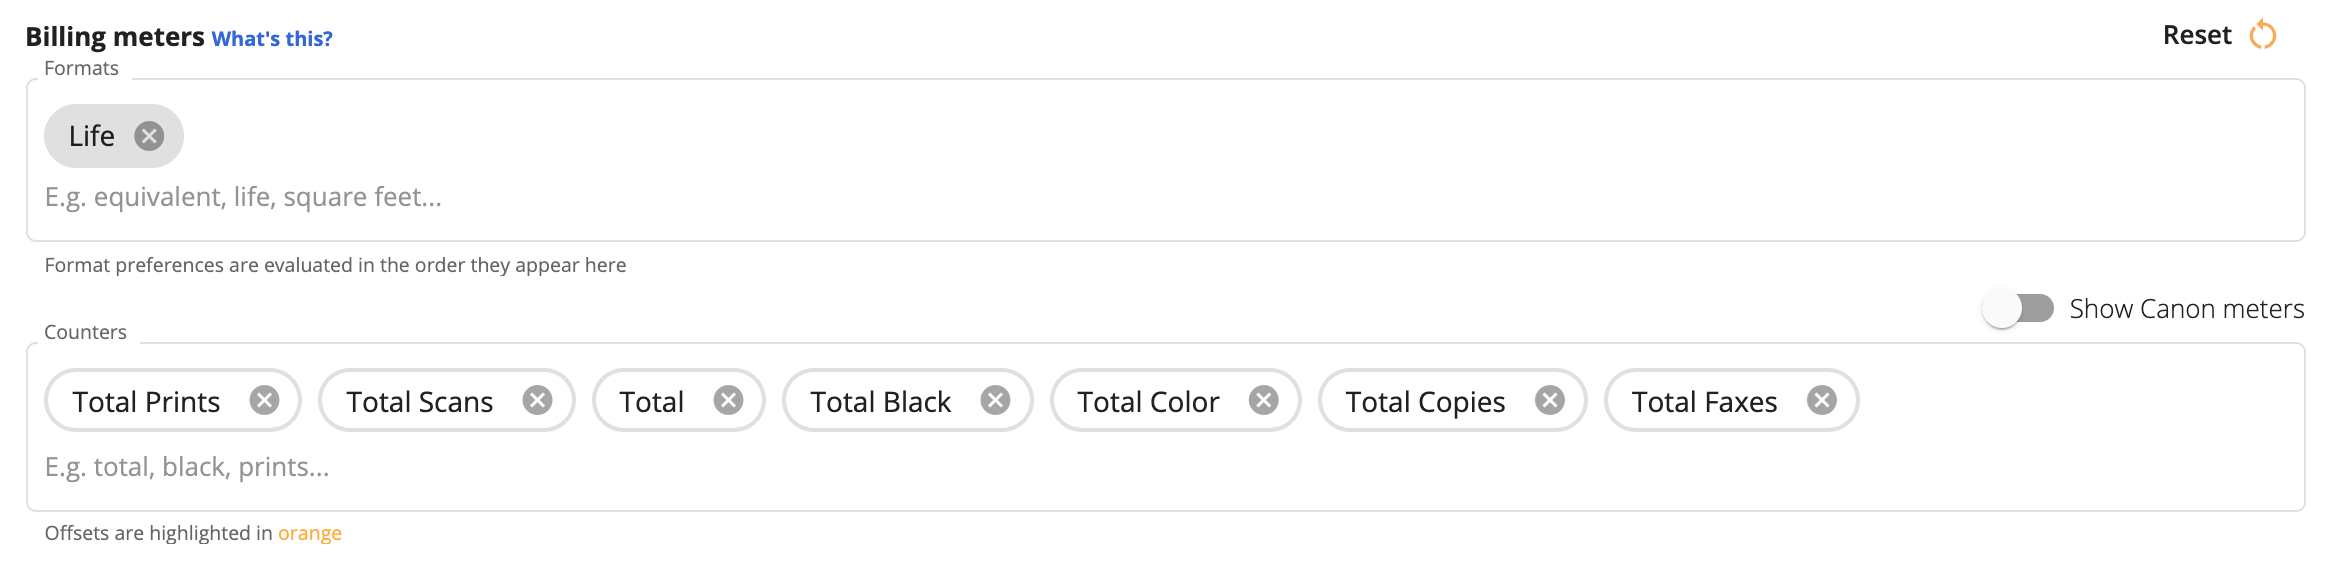 Billing meters What's this?
Reset
Formats
Life
E.g. equivalent, life, square feet...
Format preferences are evaluated in the order they appear here
Show Canon meters
Counters
Total Prints Total Scans Total Total Black Total Color Total Copies Total Faxes
E.g. total, black, prints...
Offsets are highlighted in orange